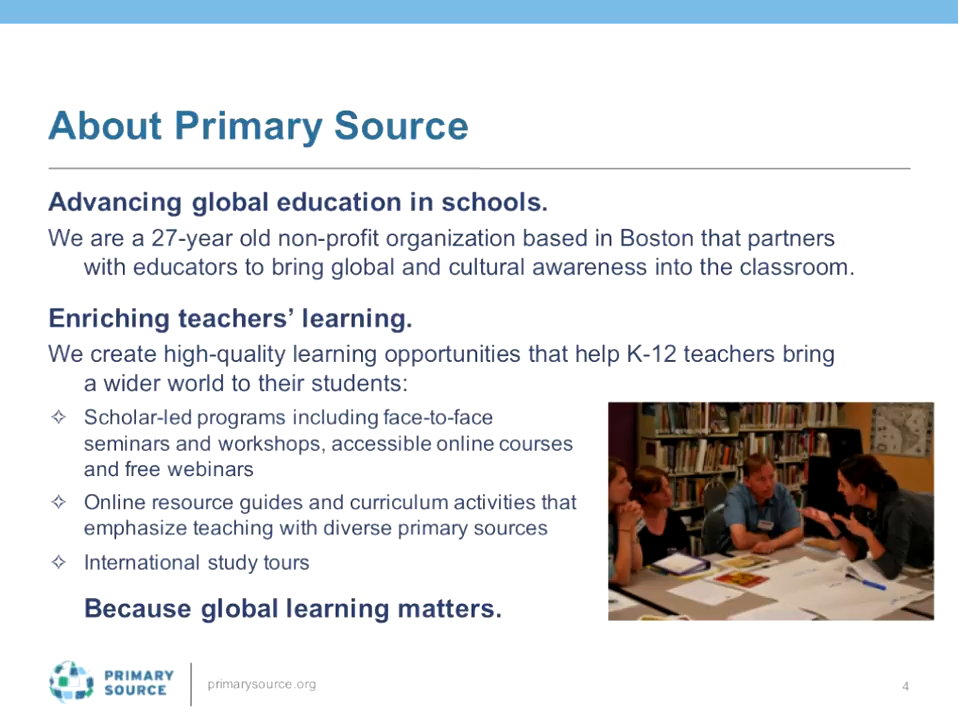 About Primary Source
Advancing global education in schools.
We are a 27-year old non-profit organization based in Boston that partners
with educators to bring global and cultural awareness into the classroom.
Enriching teachers’ learning.
We create high-quality learning opportunities that help K-12 teachers bring
a wider world to their students:
✧ Scholar-led programs including face-to-face
seminars and workshops, accessible online courses
and free webinars
✧ Online resource guides and curriculum activities that
emphasize teaching with diverse primary sources
✧ International study tours
Because global learning matters.
PRIMARY
SOURCE
primarysource.org
4